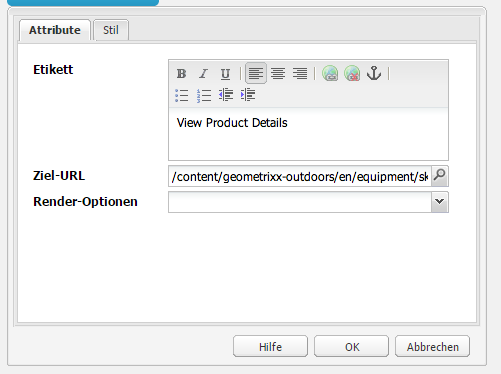 Attribute Stil
Etikett
B I U
View Product Details
Ziel-URL /content/geometrixx-outdoors/en/equipment/sk
Render-Optionen
Hilfe OK Abbrechen